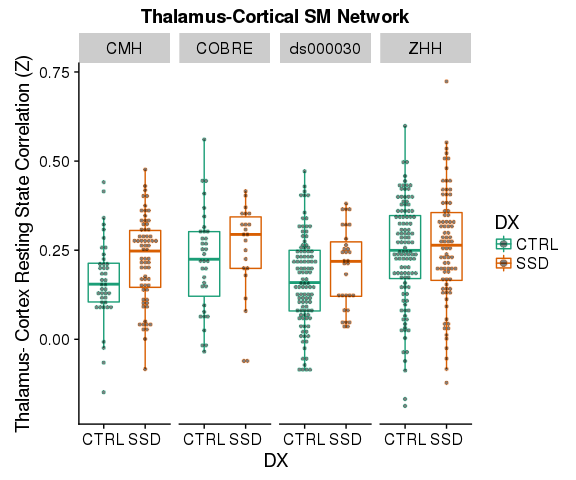 Thalamus-Cortical SM Network
CMH COBRE ds000030 ZHH
Thalamus- Cortex Resting State Correlation (Z)
0.75
0.50
0.25
0.00
CTRL SSD CTRL SSD CTRL SSD CTRL SSD
DX
DX
CTRL
SSD